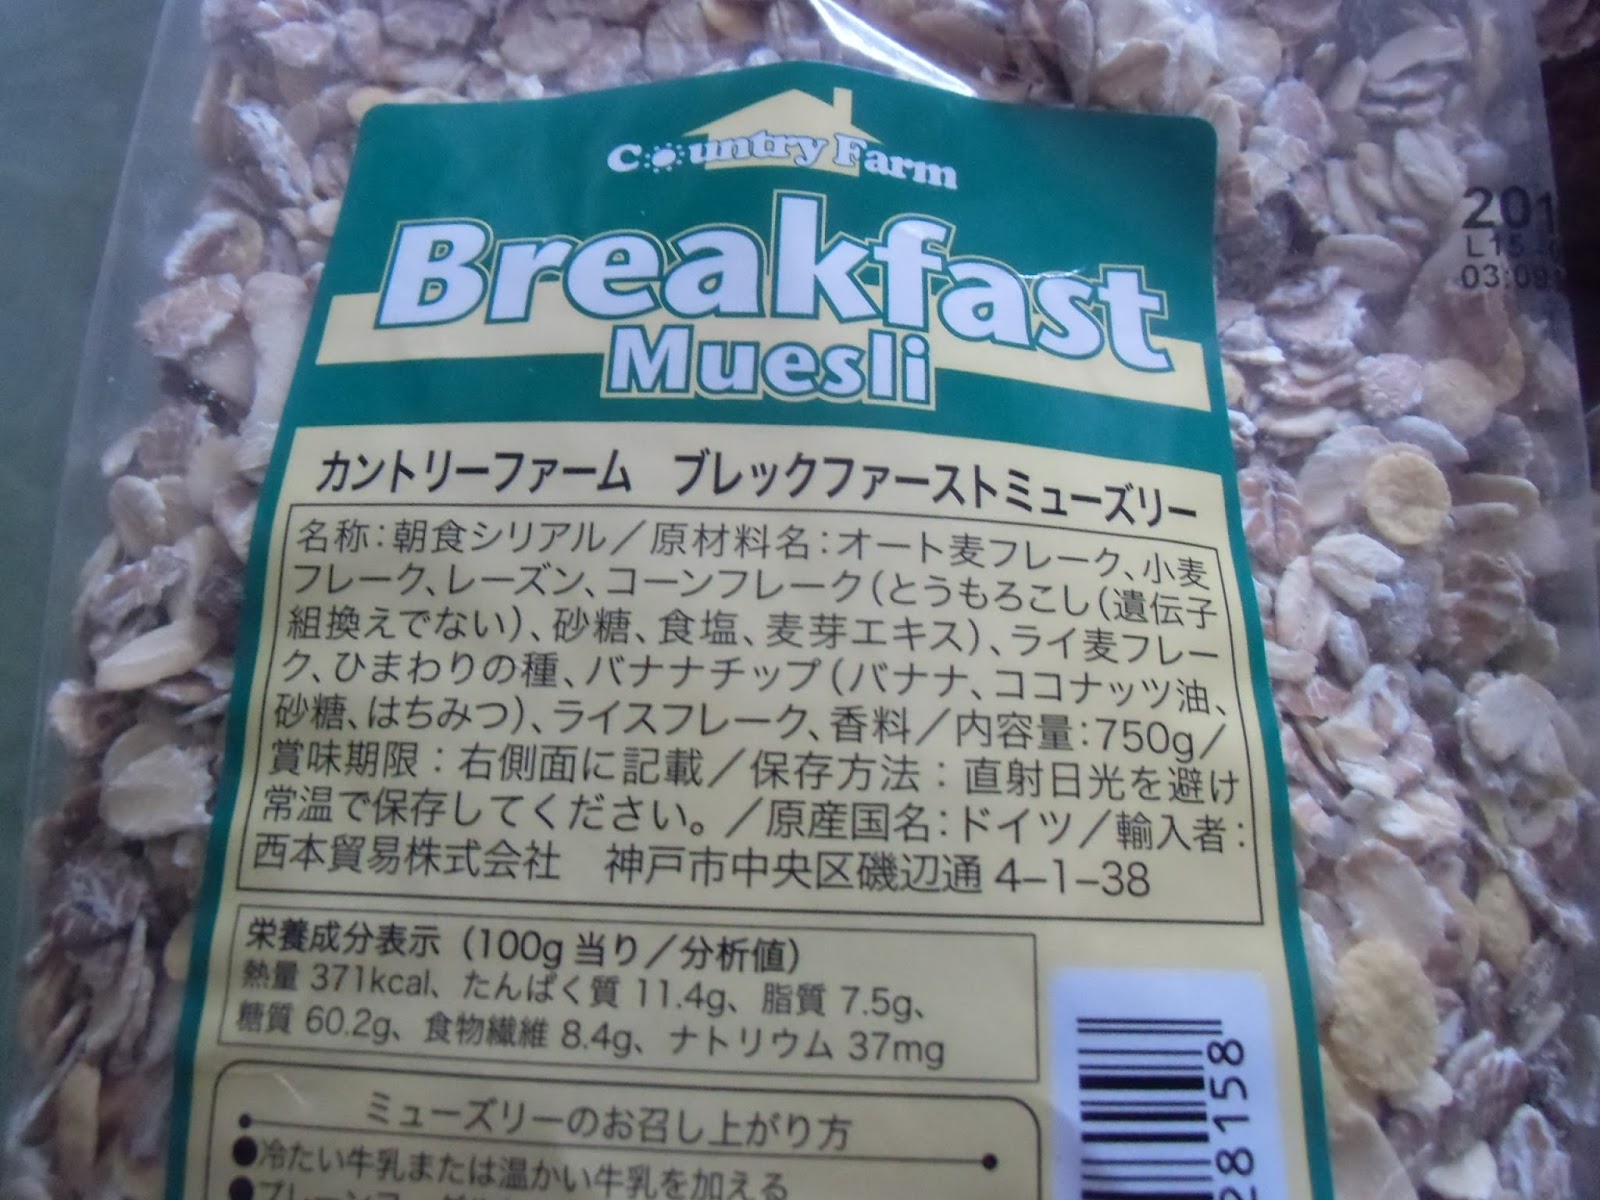 Country Farm
Breakfast
Muesli
カントリーファーム ブレックファーストミューズリー
名称：朝食シリアル／原材料名：オート麦フレーク、小麦
フレーク、レーズン、コーンフレーク（とうもろこし（遺伝子
組換えでない）、砂糖、食塩、麦芽エキス）、ライ麦フレー
ク、ひまわりの種、バナナチップ（バナナ、ココナッツ油、
砂糖、はちみつ）、ライスフレーク、香料／内容量：750g／
賞味期限：右側面に記載／保存方法：直射日光を避け
常温で保存してください。／原産国名：ドイツ／輸入者：
西本貿易株式会社 神戸市中央区磯辺通 4–1–38
栄養成分表示（100g 当り／分析値）
熱量 371kcal、たんぱく質 11.4g、脂質 7.5g、
糖質 60.2g、食物繊維 8.4g、ナトリウム 37mg
ミューズリーのお召し上がり方
●冷たい牛乳または温かい牛乳を加える
28158
201
L15
03:09